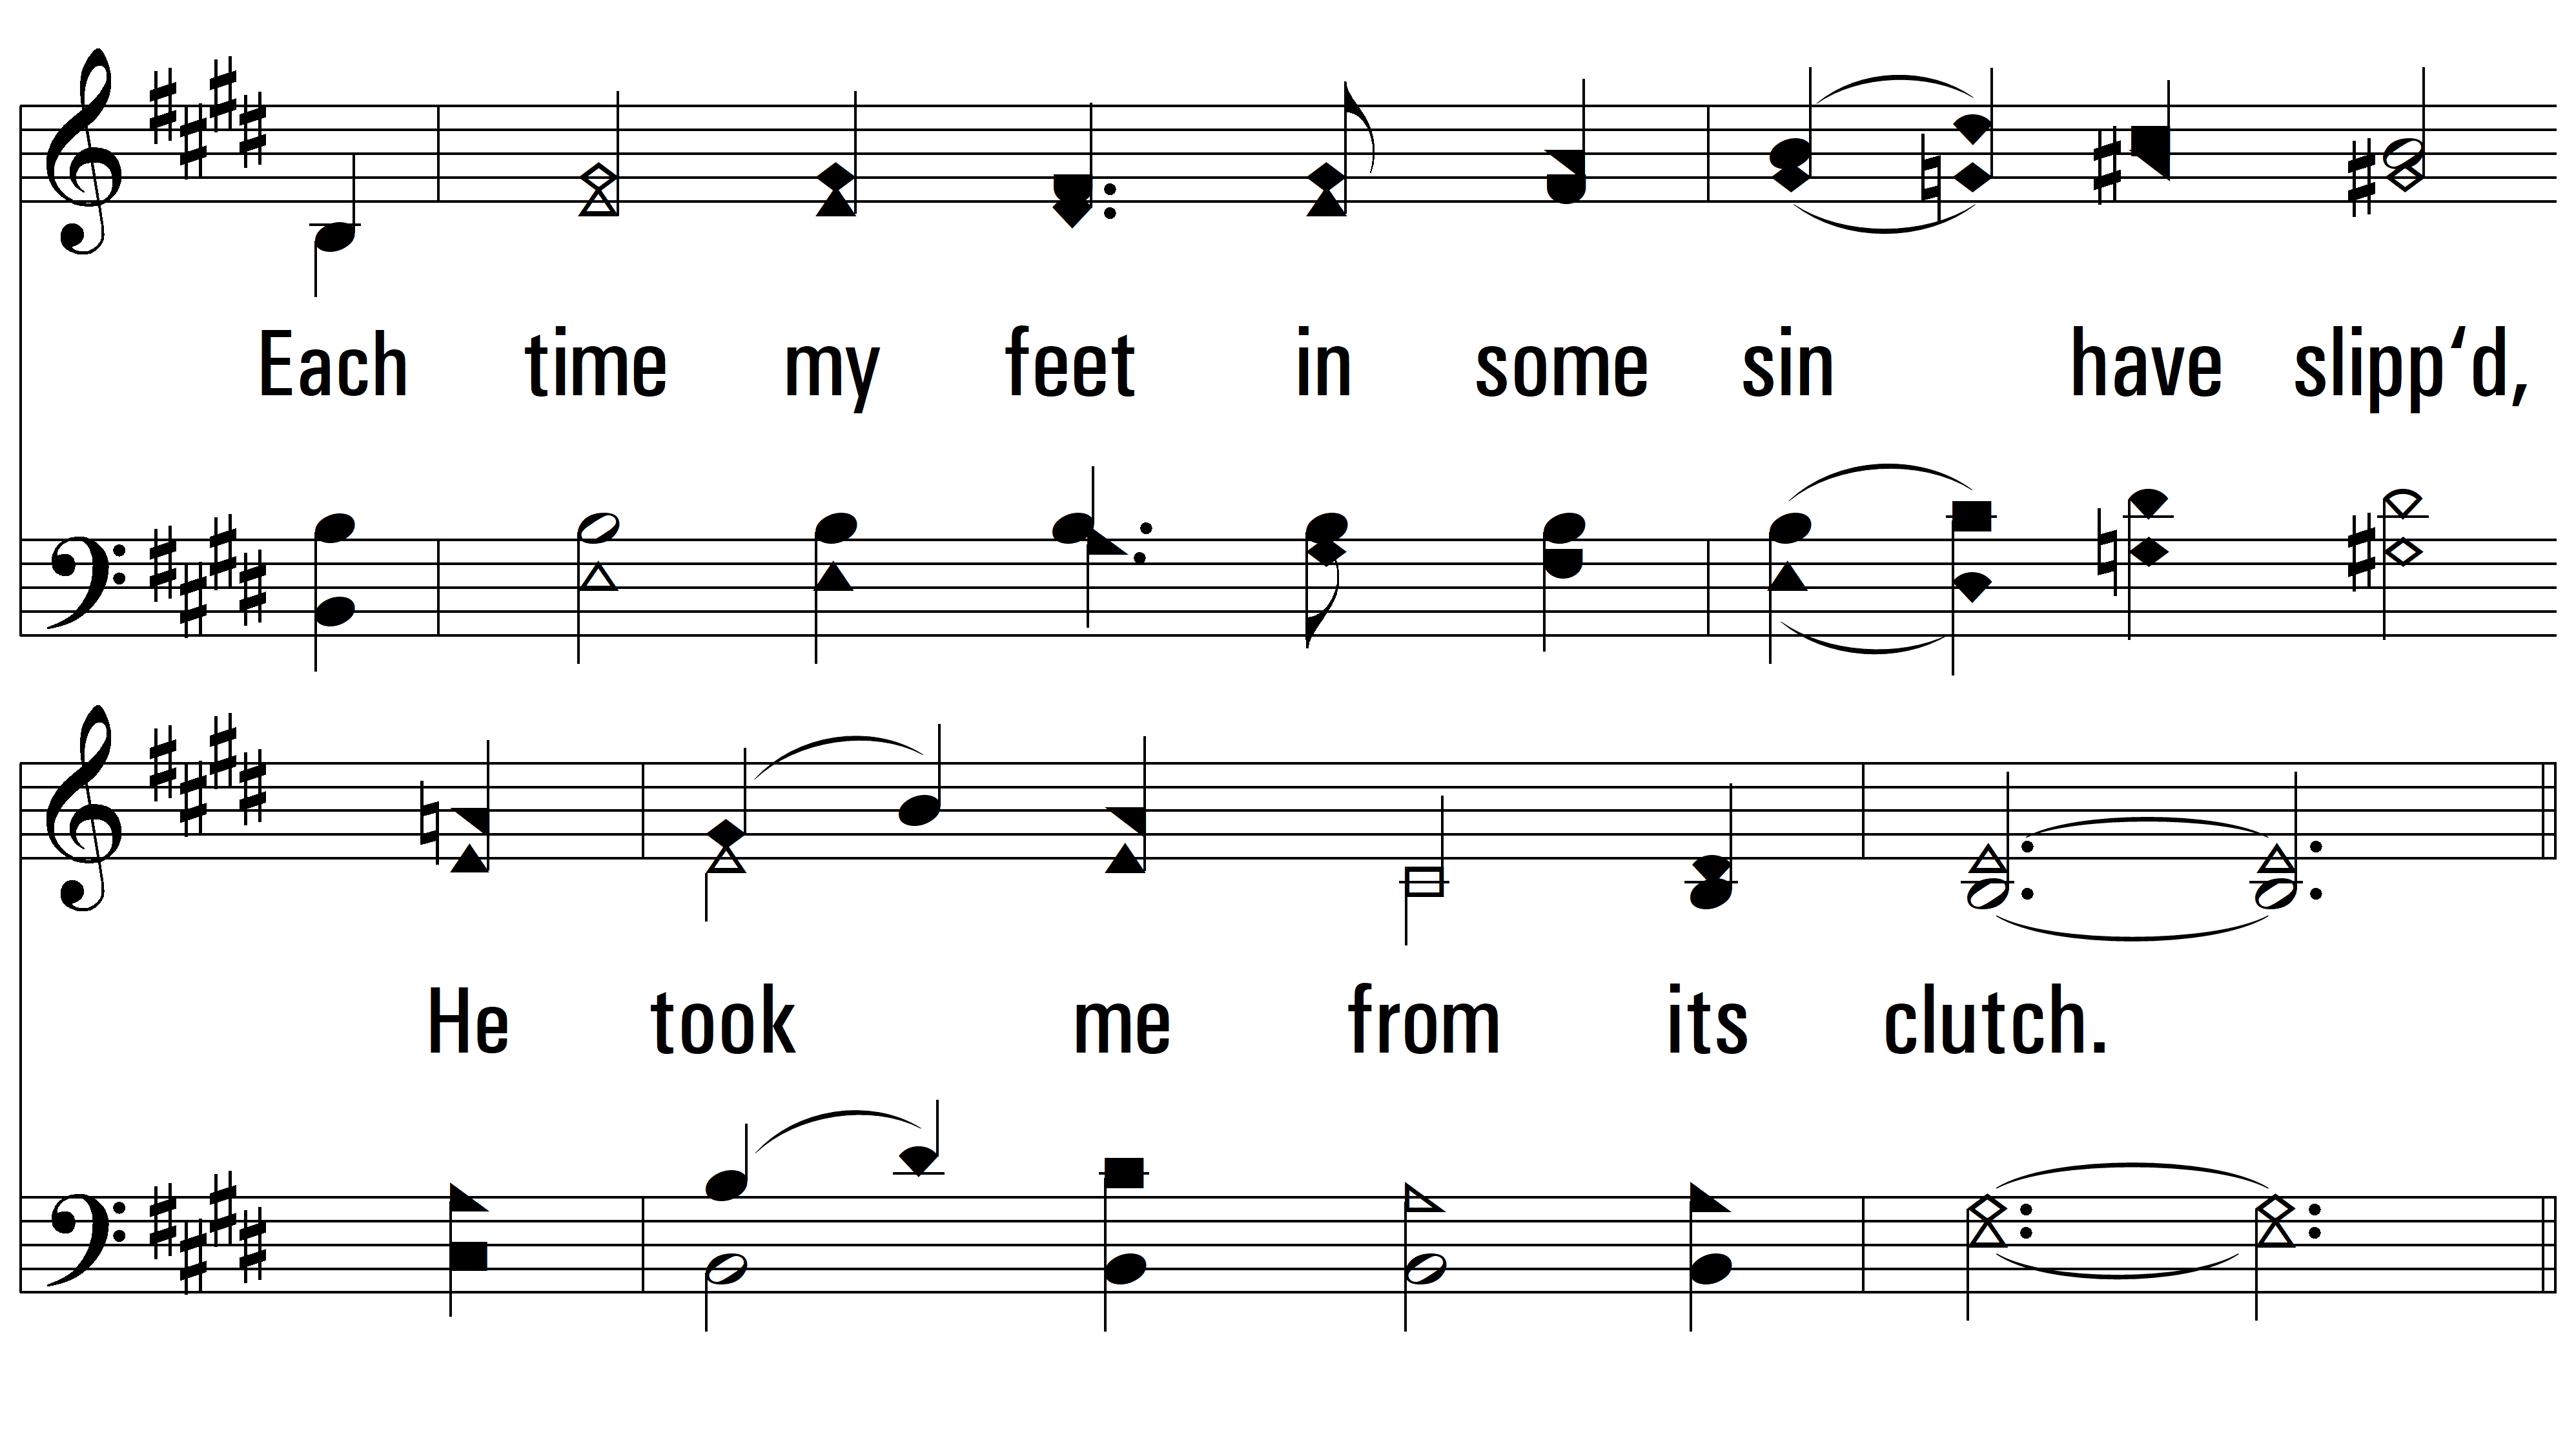 Each time my feet in some sin have slipp‘d,
He took me from its clutch.